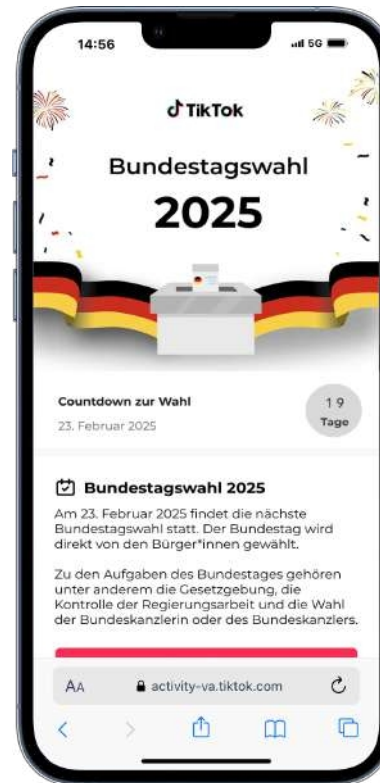 14:56
5G
TikTok
Bundestagswahl
2025
Countdown zur Wahl
23. Februar 2025
19
Tage
Bundestagswahl 2025
Am 23. Februar 2025 findet die nächste
Bundestagswahl statt. Der Bundestag wird
direkt von den Bürger*innen gewählt.
Zu den Aufgaben des Bundestages gehören
unter anderem die Gesetzgebung, die
Kontrolle der Regierungsarbeit und die Wahl
der Bundeskanzlerin oder des Bundeskanzlers.
AA
activity-va.tiktok.com